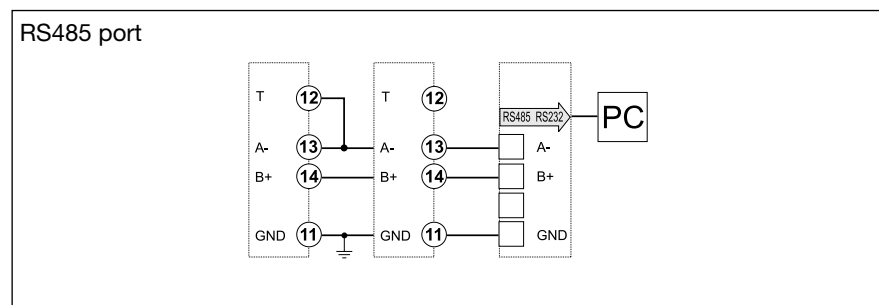 RS485 port
T 12 T 12
RS485 RS232 PC
A- 13 A- 13 A-
B+ 14 B+ 14 B+
GND 11 GND 11 GND